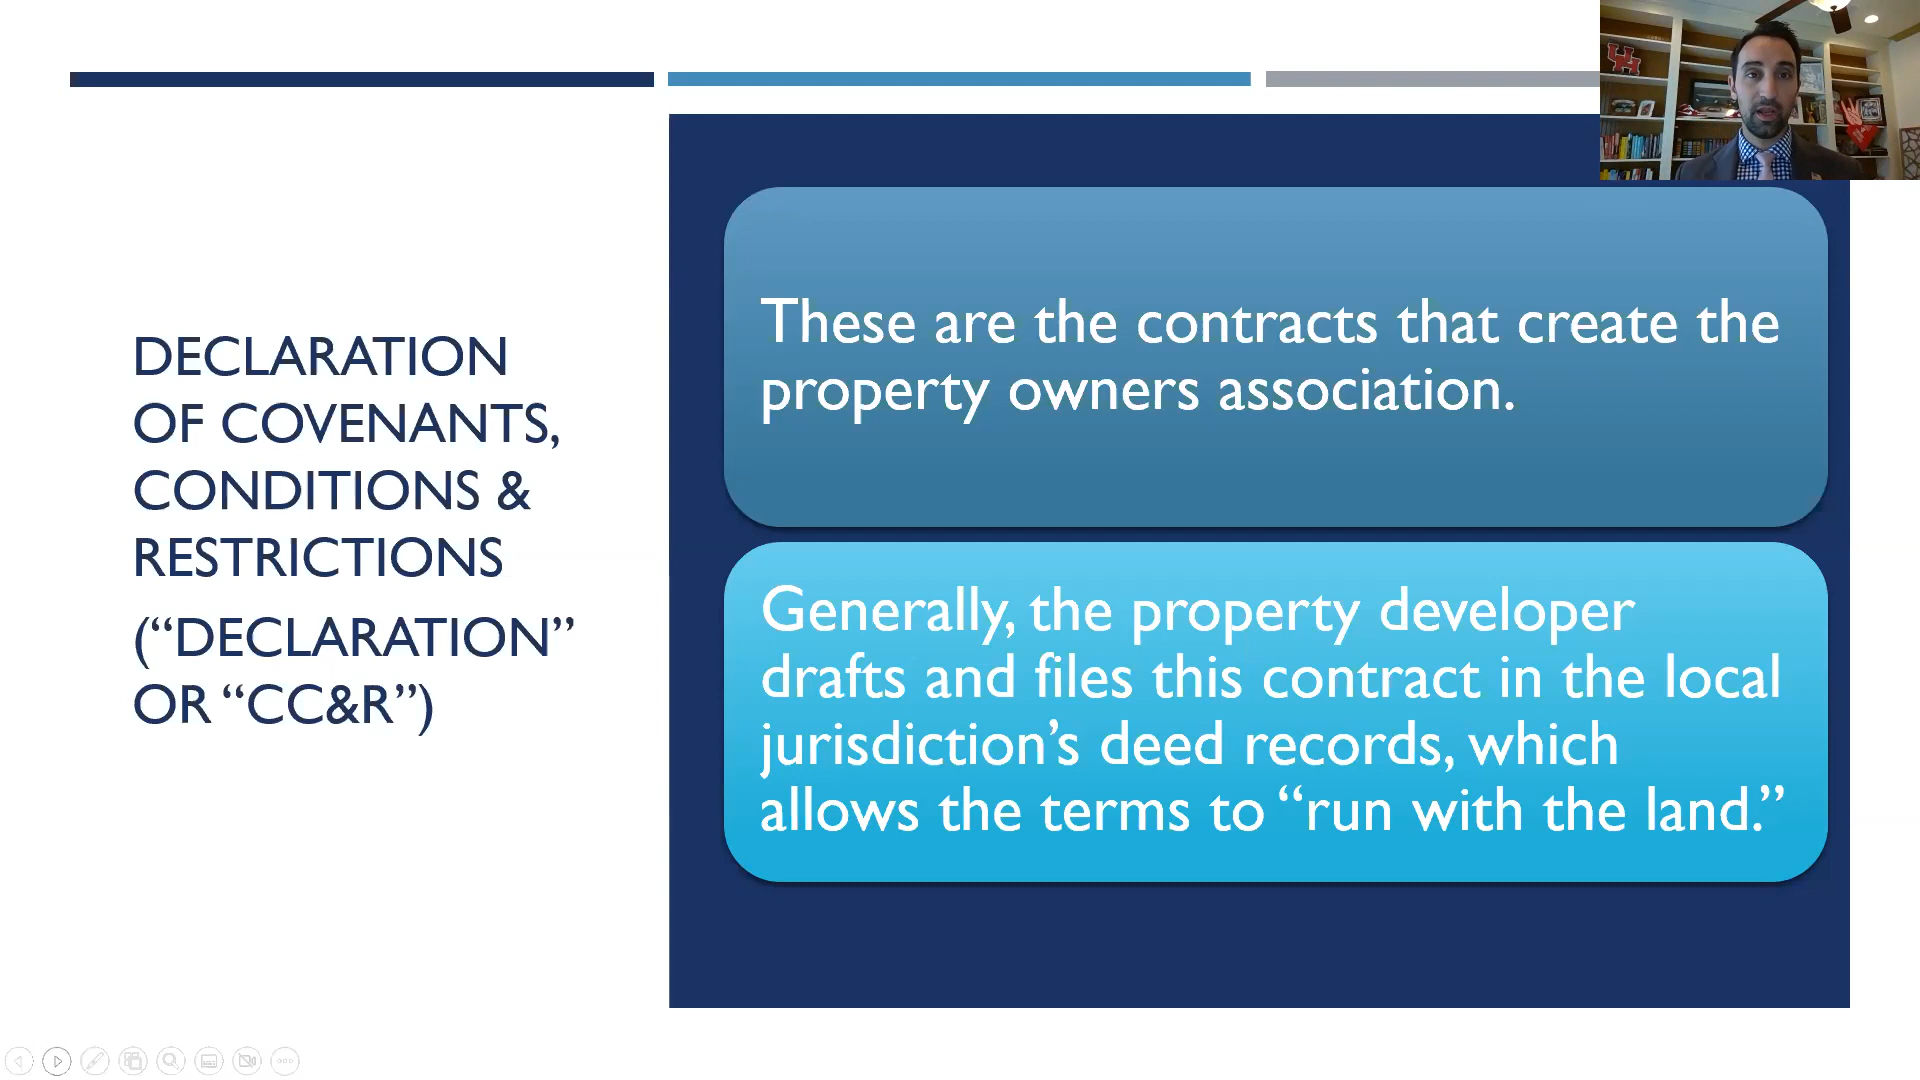 DECLARATION
OF COVENANTS,
CONDITIONS &
RESTRICTIONS
(“DECLARATION”
OR “CC&R”)
These are the contracts that create the
property owners association.
Generally, the property developer
drafts and files this contract in the local
jurisdiction’s deed records, which
allows the terms to “run with the land.”